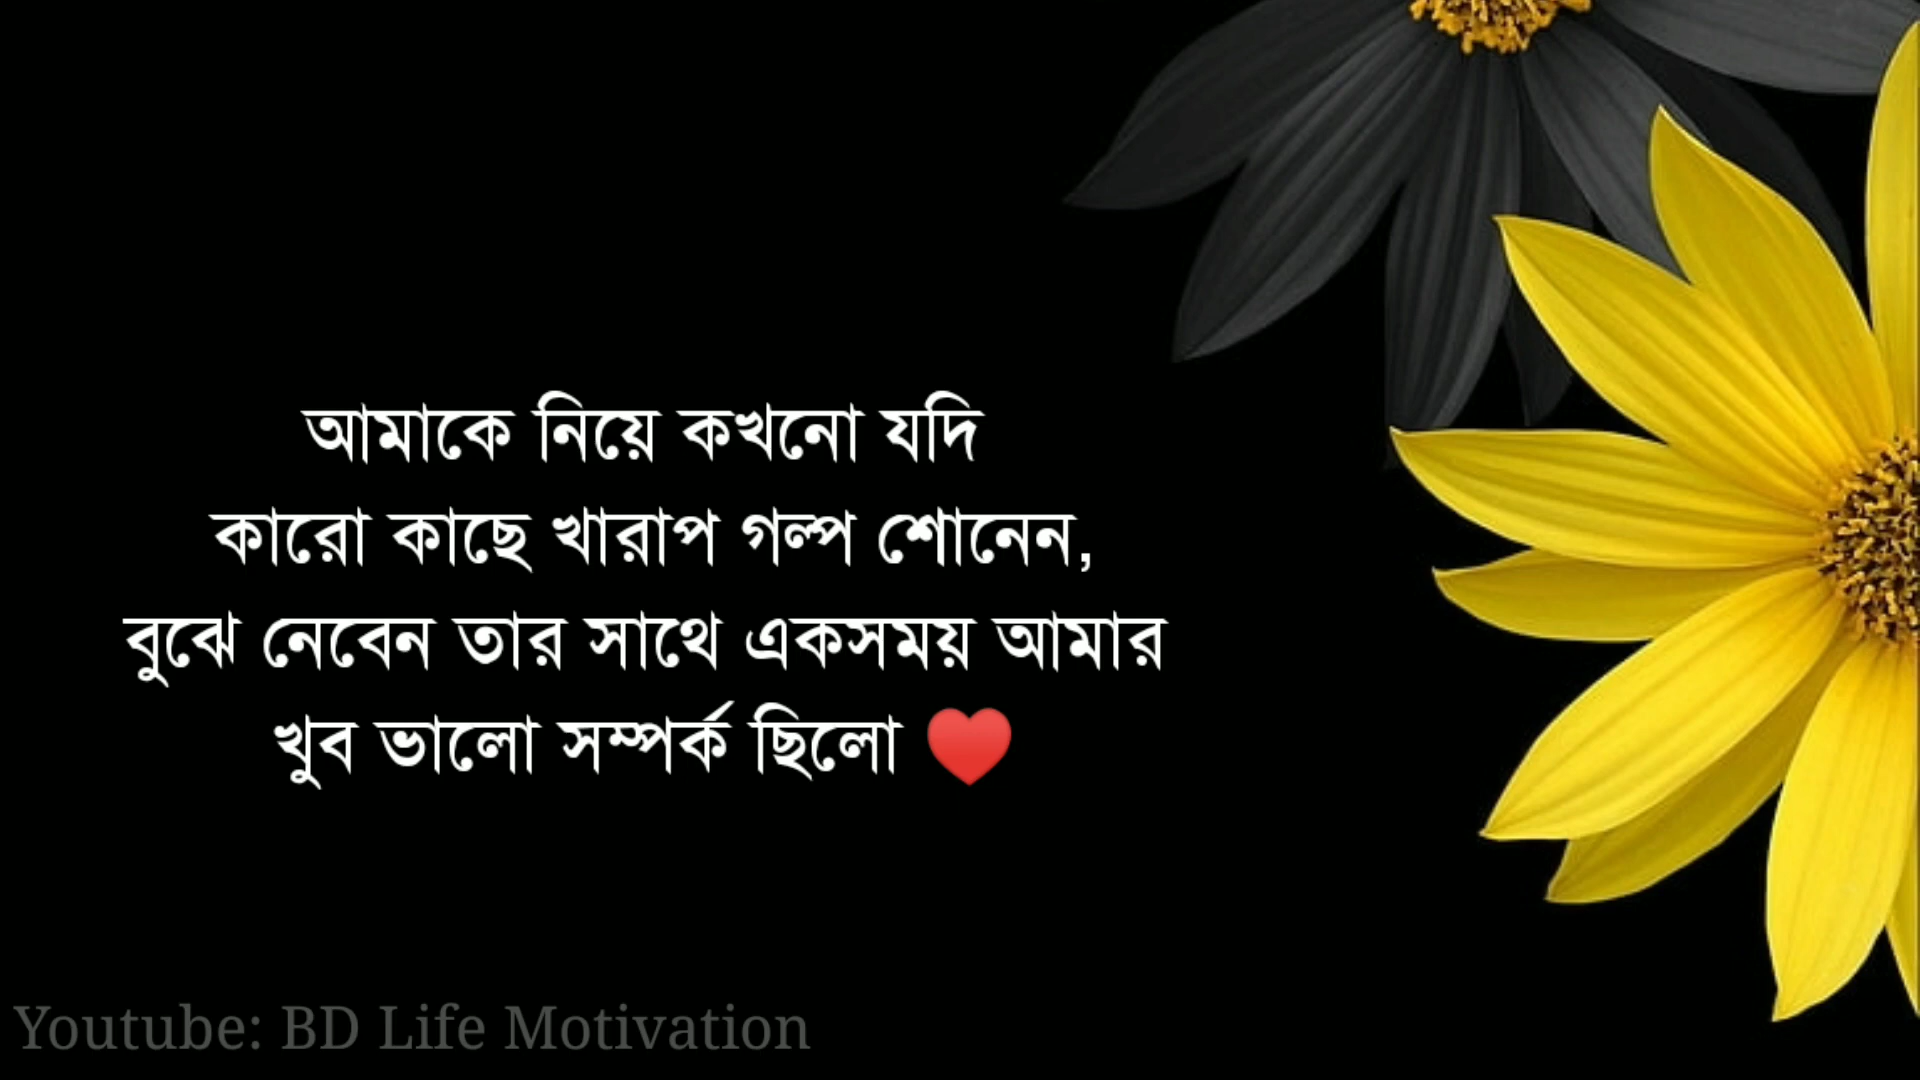 আমাকে নিয়ে কখনো যদি
কারো কাছে খারাপ গল্প শোনেন,
বুঝে নেবেন তার সাথে একসময় আমার
খুব ভালো সম্পর্ক ছিলো ♥️
Youtube: BD Life Motivation